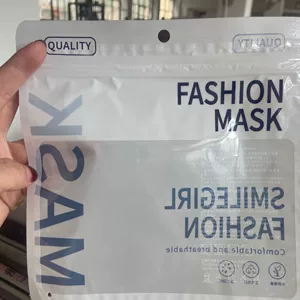 QUALITY
QUALITY
FASHION
MASK
MASK
SMILEGIRL
FASHION
Comfortable and breathable